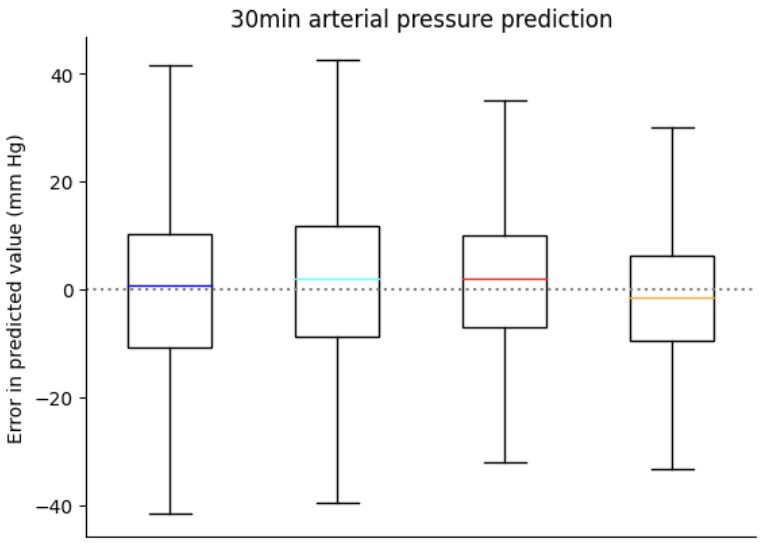 30min arterial pressure prediction
Error in predicted value (mm Hg)
40
20
0
−20
−40